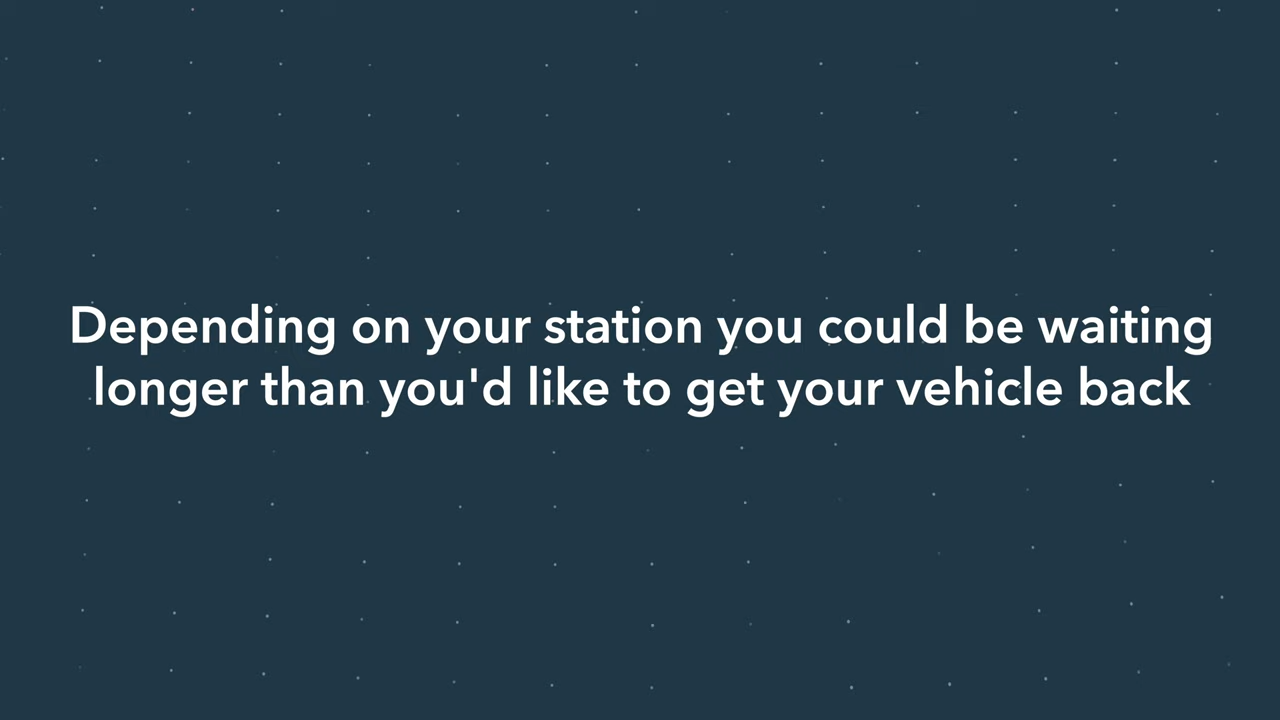 Depending on your station you could be waiting
longer than you'd like to get your vehicle back